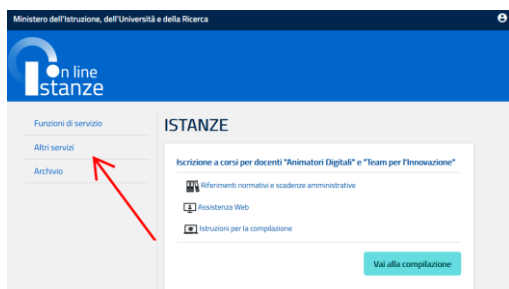 Ministero dell'Istruzione, dell'Università e della Ricerca
On line
Istanze
Funzioni di servizio
Altri servizi
Archivio
ISTANZE
Iscrizione a corsi per docenti "Animatori Digitali" e "Team per l'Innovazione"
Riferimenti normativi e scadenze amministrative
Assistenza Web
Istruzioni per la compilazione
Vai alla compilazione